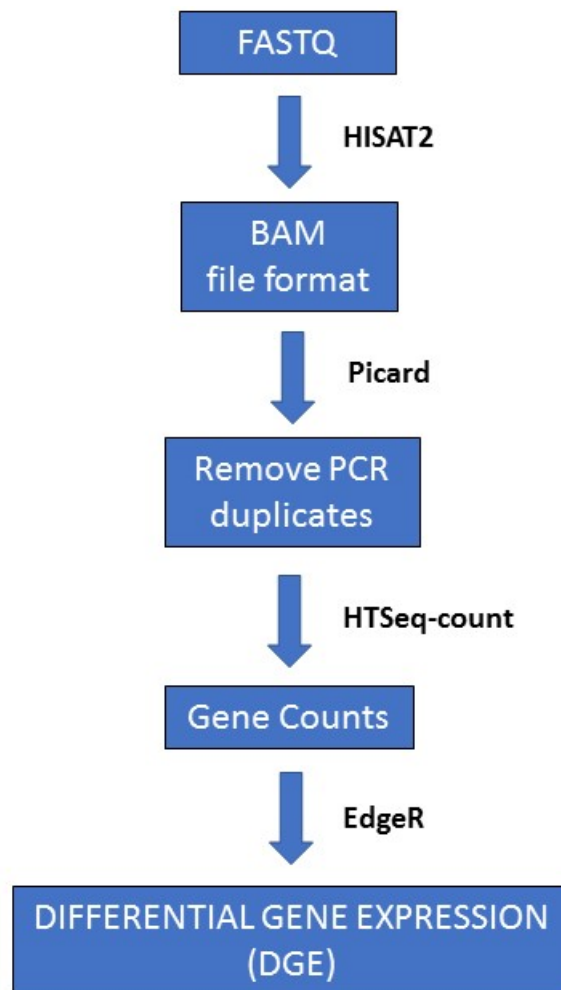 FASTQ
HISAT2
BAM
file format
Picard
Remove PCR
duplicates
HTSeq-count
Gene Counts
EdgeR
DIFFERENTIAL GENE EXPRESSION
(DGE)